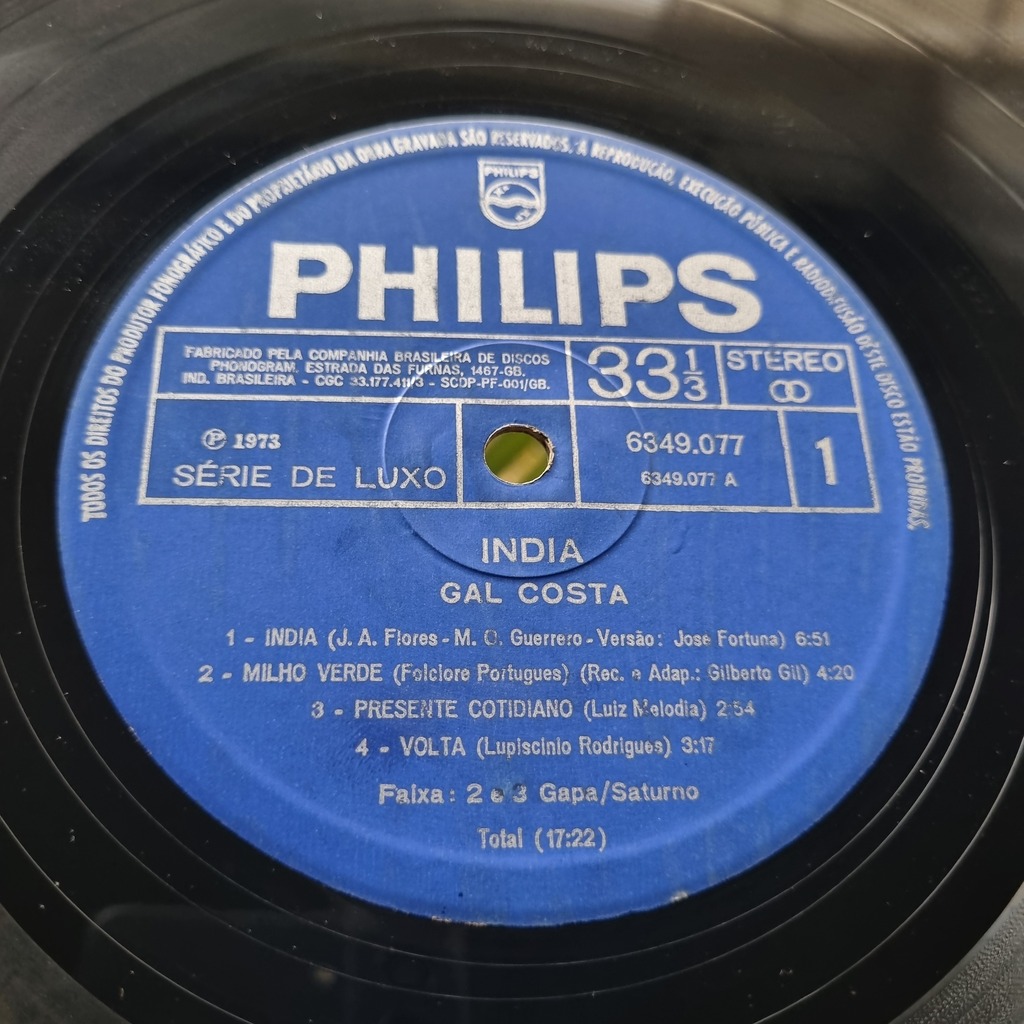 TODOS OS DIREITOS DO PRODUTOR FONOGRÁFICO E DO PROPRIETÁRIO DA OBRA GRAVADA SÃO RESERVADOS. A REPRODUÇÃO, EXECUÇÃO PÚBLICA E RADIODIFUSÃO DÊSTE DISCO ESTÃO PROIBIDAS.
PHILIPS
PHILIPS
FABRICADO PELA COMPANHIA BRASILEIRA DE DISCOS
PHONOGRAM. ESTRADA DAS FURNAS, 1467-GB.
IND. BRASILEIRA - CGC 33.177.411/3 - SCDP-PF-001/GB.
33 1/3
STEREO
℗ 1973
SÉRIE DE LUXO
6349.077
6349.077 A
1
INDIA
GAL COSTA
1 - INDIA (J. A. Flores - M. O. Guerrero - Versão: José Fortuna) 6:51
2 - MILHO VERDE (Folclore Portugues) (Rec. e Adap.: Gilberto Gil) 4:20
3 - PRESENTE COTIDIANO (Luiz Melodia) 2:54
4 - VOLTA (Lupiscinio Rodrigues) 3:17
Faixa: 2 e 3 Gapa/Saturno
Total (17:22)